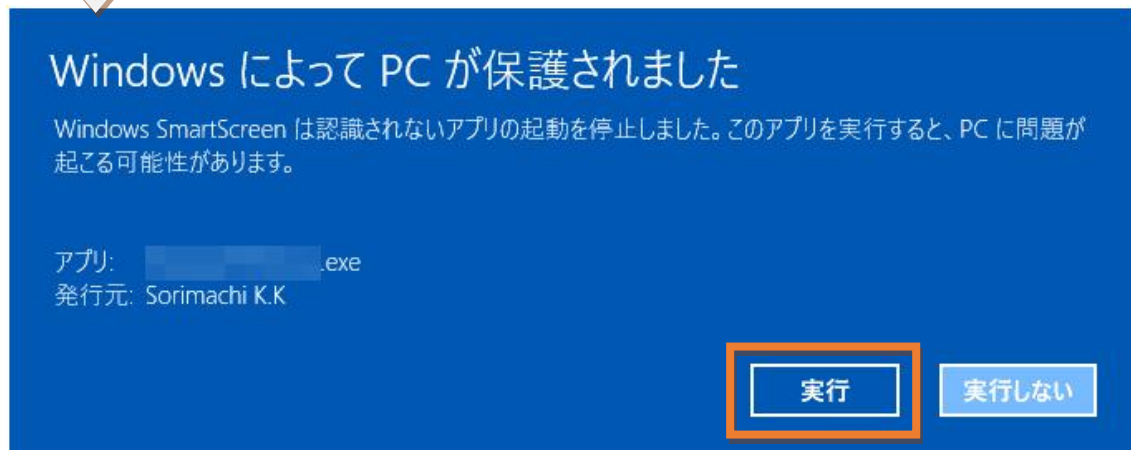 Windows によって PC が保護されました
Windows SmartScreen は認識されないアプリの起動を停止しました。このアプリを実行すると、PC に問題が
起こる可能性があります。
アプリ: .exe
発行元: Sorimachi K.K
実行 実行しない